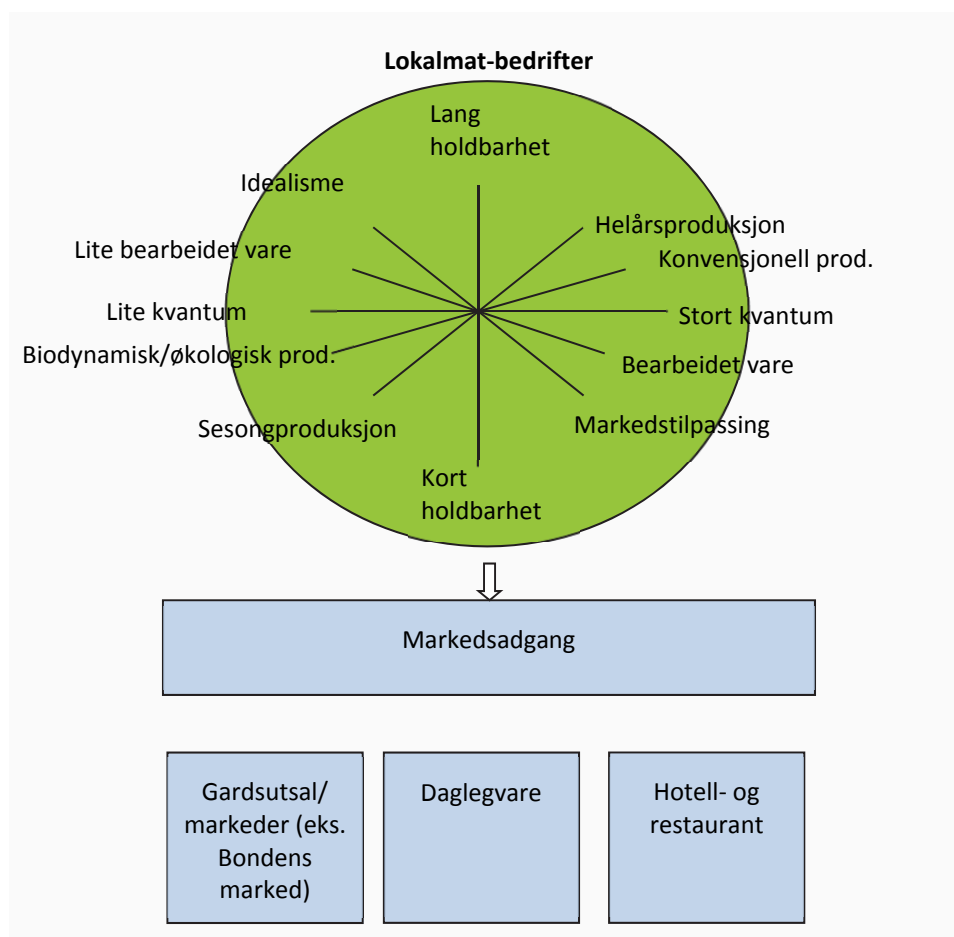 Lokalmat-bedrifter
Lang
holdbarhet
Idealisme
Helårsproduksjon
Lite bearbeidet vare
Konvensjonell prod.
Lite kvantum
Stort kvantum
Biodynamisk/økologisk prod.
Bearbeidet vare
Sesongproduksjon
Markedstilpassing
Kort
holdbarhet
Markedsadgang
Gardsutsal/
markeder (eks.
Bondens
marked)
Daglegvare
Hotell- og
restaurant